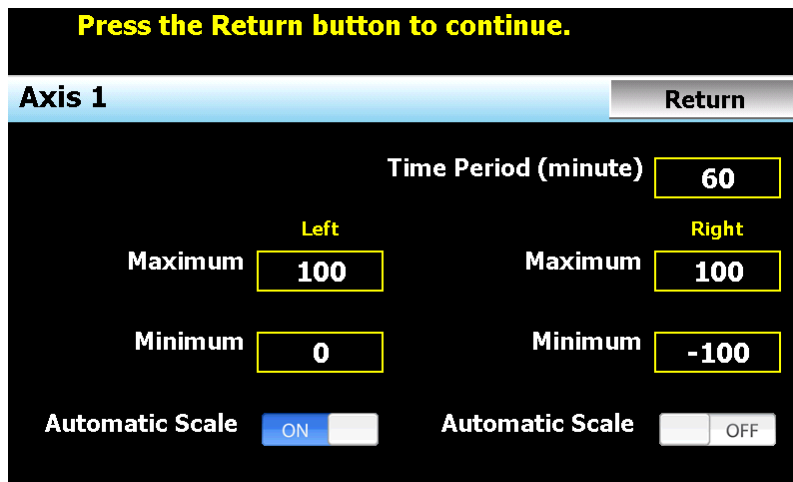 Press the Return button to continue.
Axis 1 Return
Time Period (minute) 60
Left Right
Maximum 100 Maximum 100
Minimum 0 Minimum -100
Automatic Scale ON Automatic Scale OFF